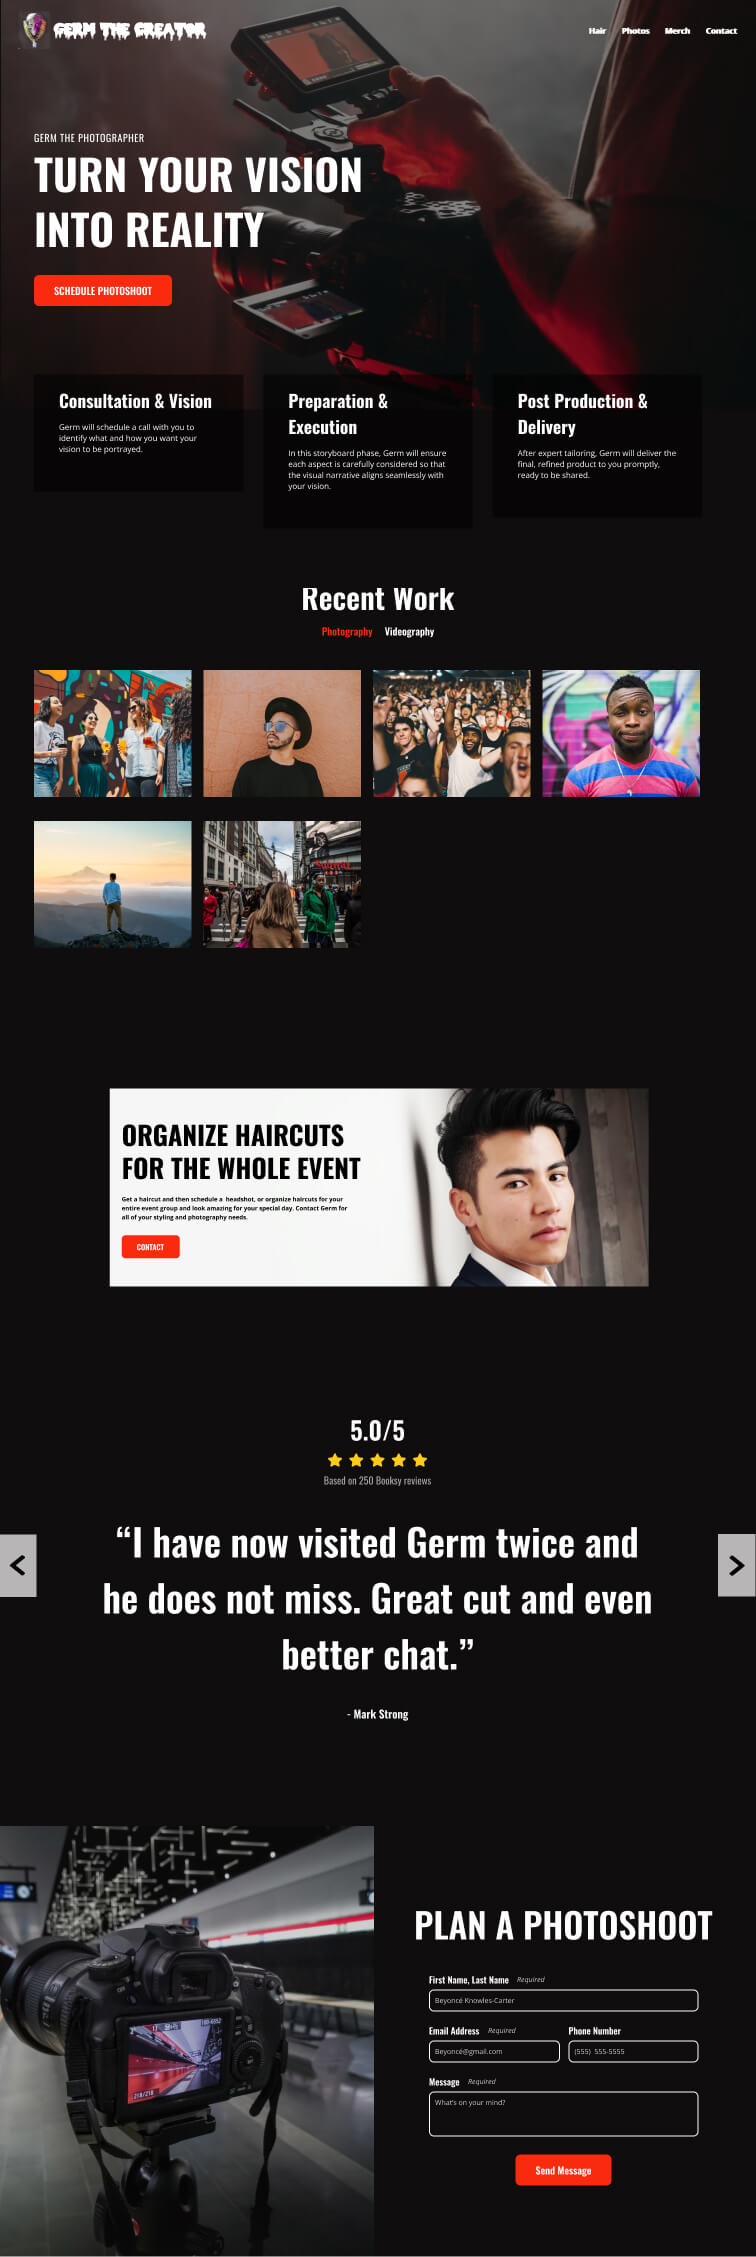 GERM THE CREATOR
Hair Photos Merch Contact
GERM THE PHOTOGRAPHER
TURN YOUR VISION
INTO REALITY
SCHEDULE PHOTOSHOOT
Consultation & Vision
Germ will schedule a call with you to
identify what and how you want your
vision to be portrayed.
Preparation &
Execution
In this storyboard phase, Germ will ensure
each aspect is carefully considered so that
the visual narrative aligns seamlessly with
your vision.
Post Production &
Delivery
After expert tailoring, Germ will deliver the
final, refined product to you promptly,
ready to be shared.
Recent Work
Photography Videography
ORGANIZE HAIRCUTS
FOR THE WHOLE EVENT
Get a haircut and then schedule a headshot, or organize haircuts for your
entire event group and look amazing for your special day. Contact Germ for
all of your styling and photography needs.
CONTACT
5.0/5
Based on 250 Booksy reviews
“I have now visited Germ twice and
he does not miss. Great cut and even
better chat.”
- Mark Strong
PLAN A PHOTOSHOOT
First Name, Last Name Required
Beyoncé Knowles-Carter
Email Address Required Phone Number
Beyoncé@gmail.com (555) 555-5555
Message Required
What's on your mind?
Send Message
218/218